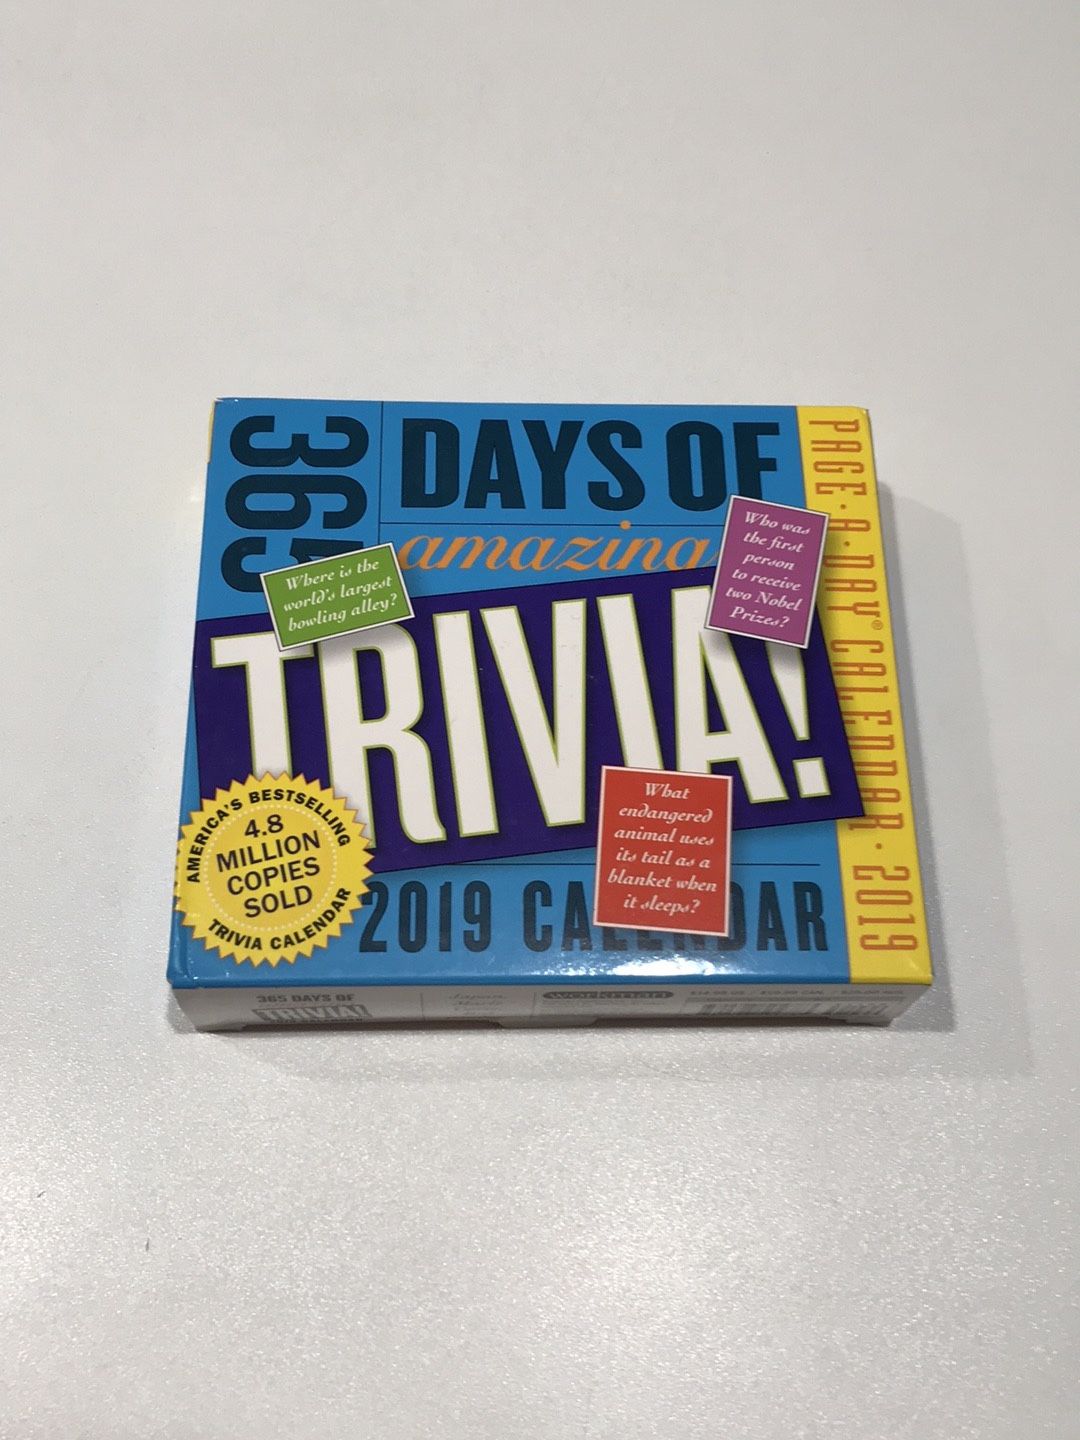 365
DAYS OF
amazing
TRIVIA!
Where is the
world's largest
bowling alley?
Who was
the first
person
to receive
two Nobel
Prizes?
What
endangered
animal uses
its tail as a
blanket when
it sleeps?
AMERICA'S BESTSELLING
4.8
MILLION
COPIES
SOLD
TRIVIA CALENDAR
2019 CALENDAR
PAGE·A·DAY® CALENDAR · 2019
365 DAYS OF
TRIVIA!
workman